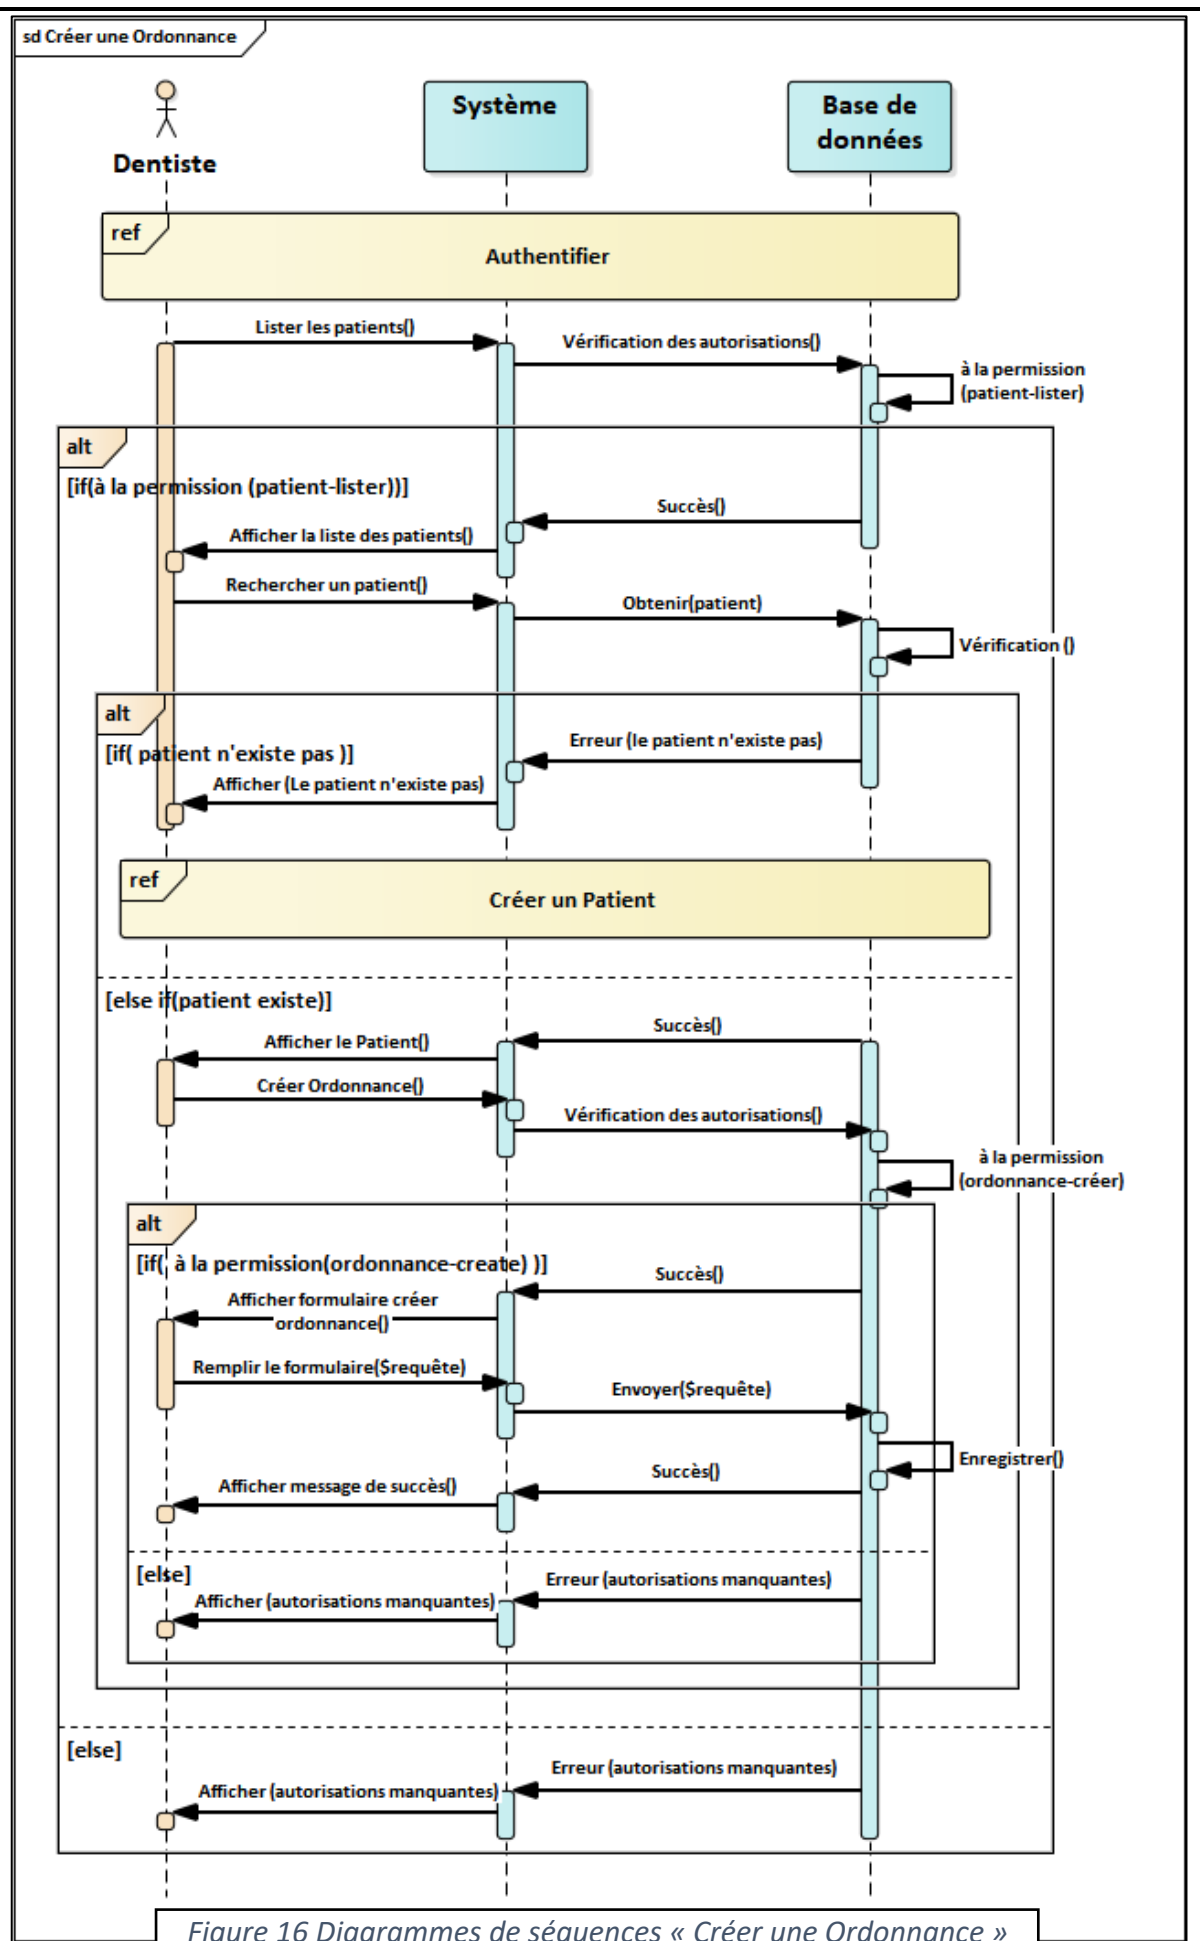 sd Créer une Ordonnance
Dentiste
Système
Base de
données
ref
Authentifier
Lister les patients()
Vérification des autorisations()
à la permission
(patient-lister)
alt
[if(à la permission (patient-lister))]
Succès()
Afficher la liste des patients()
Rechercher un patient()
Obtenir(patient)
Vérification ()
alt
[if( patient n'existe pas )]
Erreur (le patient n'existe pas)
Afficher (Le patient n'existe pas)
ref
Créer un Patient
[else if(patient existe)]
Succès()
Afficher le Patient()
Créer Ordonnance()
Vérification des autorisations()
à la permission
(ordonnance-créer)
alt
[if( à la permission(ordonnance-create) )]
Succès()
Afficher formulaire créer
ordonnance()
Remplir le formulaire($requête)
Envoyer($requête)
Enregistrer()
Succès()
Afficher message de succès()
[else]
Erreur (autorisations manquantes)
Afficher (autorisations manquantes)
[else]
Erreur (autorisations manquantes)
Afficher (autorisations manquantes)
Figure 16 Diagrammes de séquences « Créer une Ordonnance »